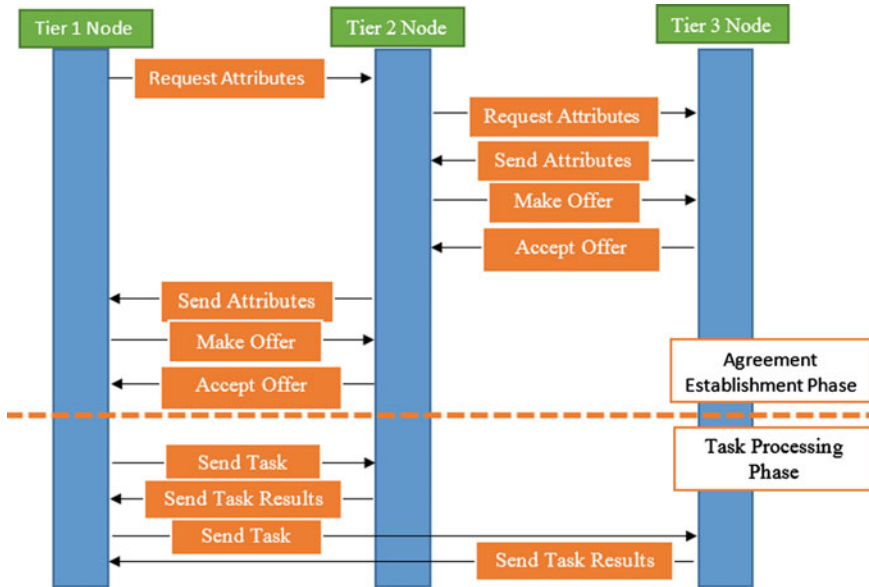 Tier 1 Node
Tier 2 Node
Tier 3 Node
Request Attributes
Request Attributes
Send Attributes
Make Offer
Accept Offer
Send Attributes
Make Offer
Accept Offer
Agreement
Establishment Phase
Task Processing
Phase
Send Task
Send Task Results
Send Task
Send Task Results